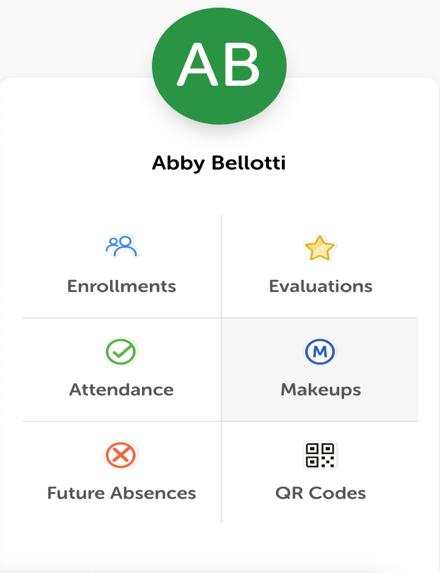 AB
Abby Bellotti
Enrollments
Evaluations
Attendance
M
Makeups
Future Absences
QR Codes